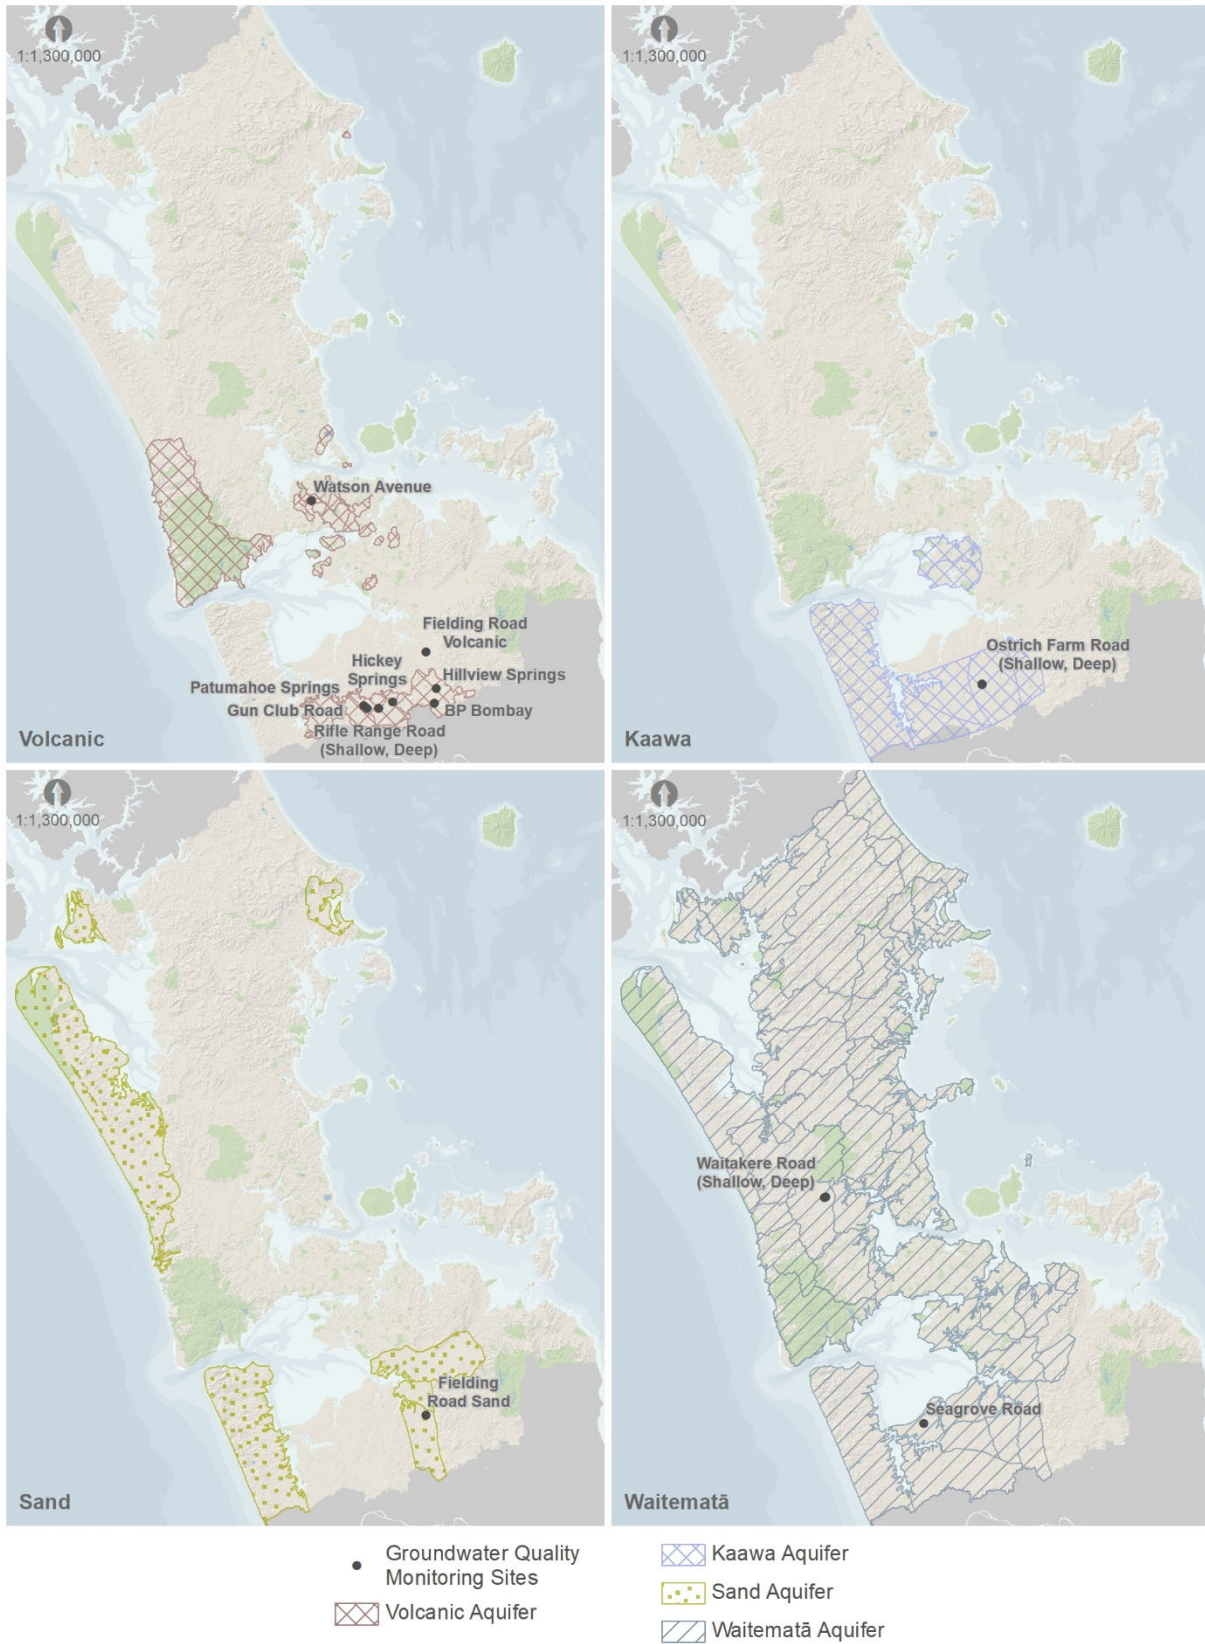 1:1,300,000
Watson Avenue
Fielding Road
Volcanic
Hickey
Springs
Hillview Springs
Patumahoe Springs
Gun Club Road
BP Bombay
Rifle Range Road
(Shallow, Deep)
Volcanic
1:1,300,000
Ostrich Farm Road
(Shallow, Deep)
Kaawa
1:1,300,000
Fielding
Road Sand
Sand
1:1,300,000
Waitakere Road
(Shallow, Deep)
Seagrove Road
Waitematā
Groundwater Quality
Monitoring Sites
Volcanic Aquifer
Kaawa Aquifer
Sand Aquifer
Waitematā Aquifer